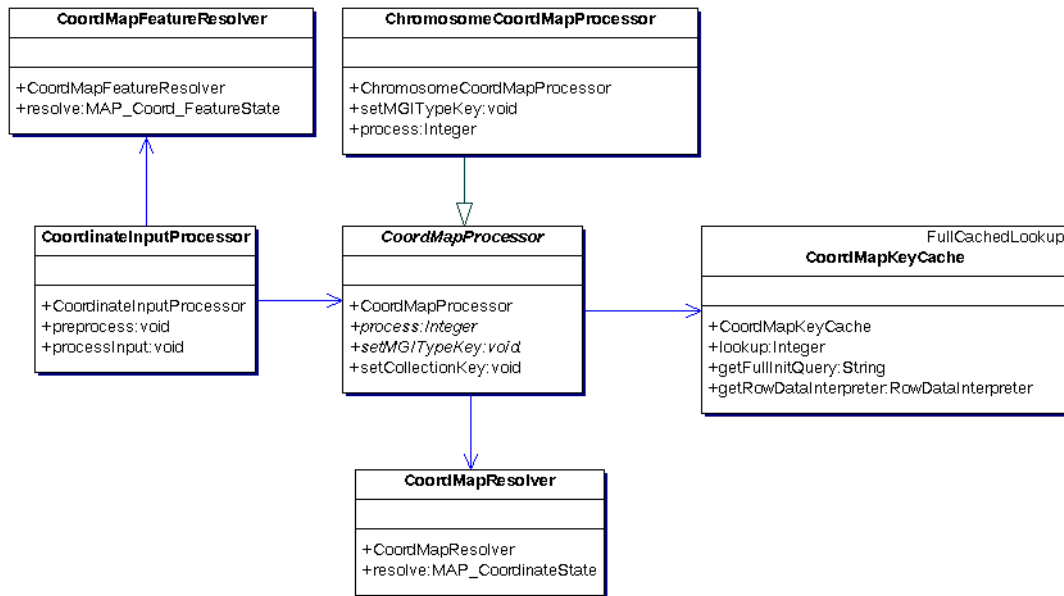 CoordMapFeatureResolver
+CoordMapFeatureResolver
+resolve:MAP_Coord_FeatureState
ChromosomeCoordMapProcessor
+ChromosomeCoordMapProcessor
+setMGITypeKey:void
+process:Integer
CoordinateInputProcessor
+CoordinateInputProcessor
+preprocess:void
+processInput:void
CoordMapProcessor
+CoordMapProcessor
+process:Integer
+setMGITypeKey:void
+setCollectionKey:void
FullCachedLookup
CoordMapKeyCache
+CoordMapKeyCache
+lookup:Integer
+getFullInitQuery:String
+getRowDataInterpreter:RowDataInterpreter
CoordMapResolver
+CoordMapResolver
+resolve:MAP_CoordinateState